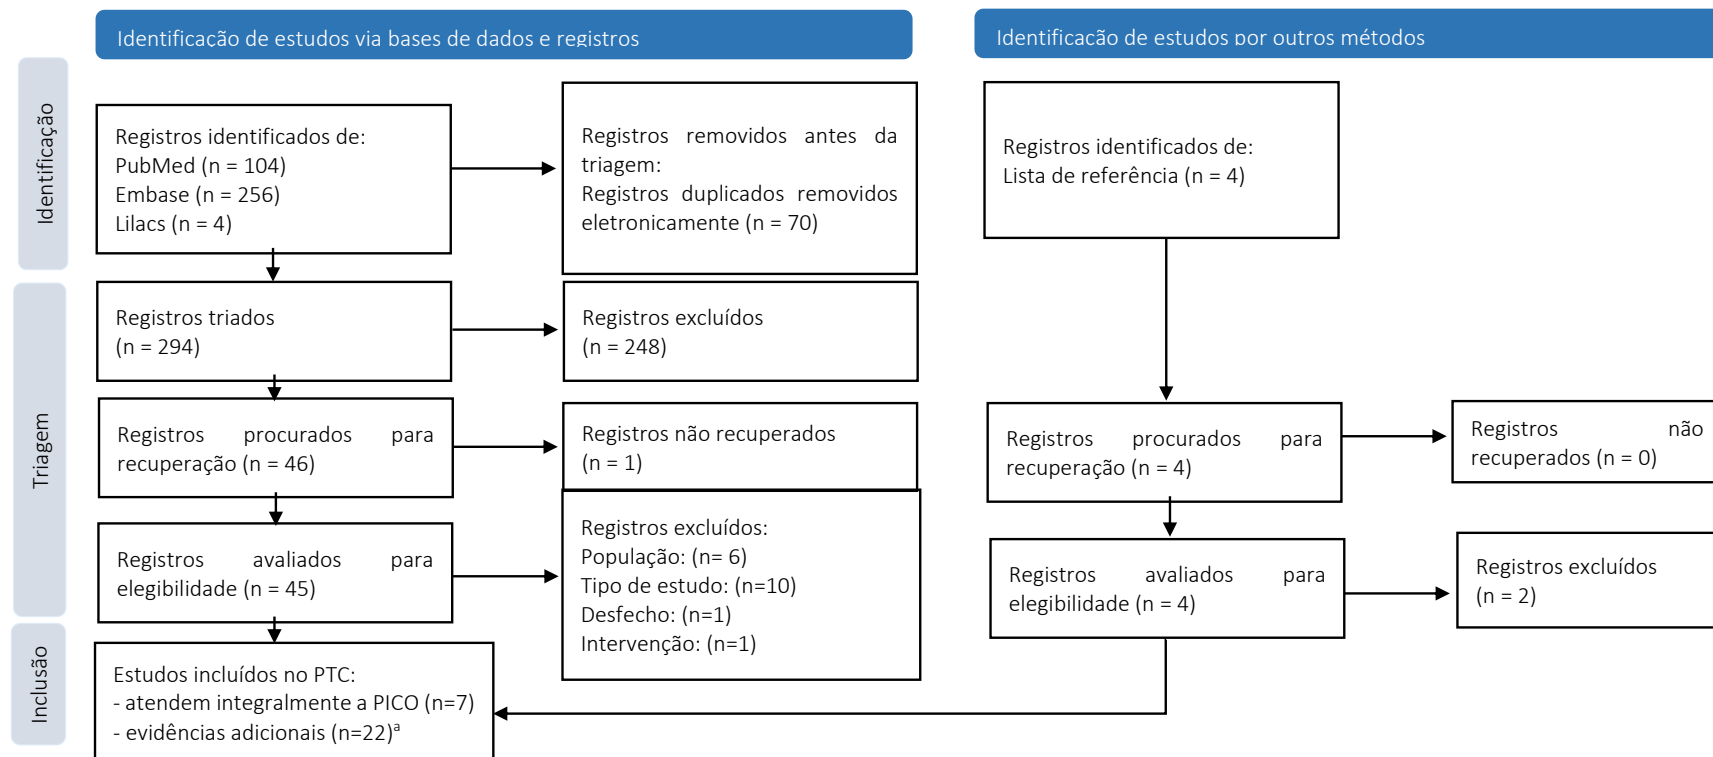 Identificação de estudos via bases de dados e registros
Identificação de estudos por outros métodos
Identificação
Registros identificados de:
PubMed (n = 104)
Embase (n = 256)
Lilacs (n = 4)
Registros removidos antes da
triagem:
Registros duplicados removidos
eletronicamente (n = 70)
Registros identificados de:
Lista de referência (n = 4)
Triagem
Registros triados
(n = 294)
Registros excluídos
(n = 248)
Registros procurados para
recuperação (n = 46)
Registros não recuperados
(n = 1)
Registros procurados para
recuperação (n = 4)
Registros não
recuperados (n = 0)
Registros avaliados para
elegibilidade (n = 45)
Registros excluídos:
População: (n= 6)
Tipo de estudo: (n=10)
Desfecho: (n=1)
Intervenção: (n=1)
Registros avaliados para
elegibilidade (n = 4)
Registros excluídos
(n = 2)
Inclusão
Estudos incluídos no PTC:
- atendem integralmente a PICO (n=7)
- evidências adicionais (n=22)ª